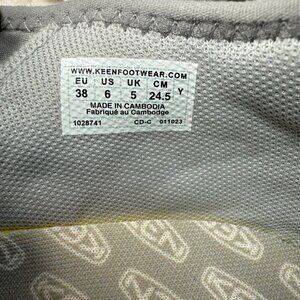 WWW.KEENFOOTWEAR.COM
EU US UK CM
38 6 5 24.5 Y
MADE IN CAMBODIA
Fabriqué au Cambodge
1028741 CD-C 011023